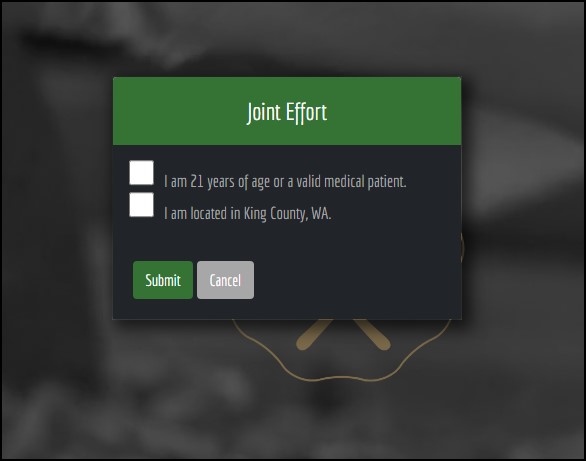 Joint Effort
I am 21 years of age or a valid medical patient.
I am located in King County, WA.
Submit Cancel